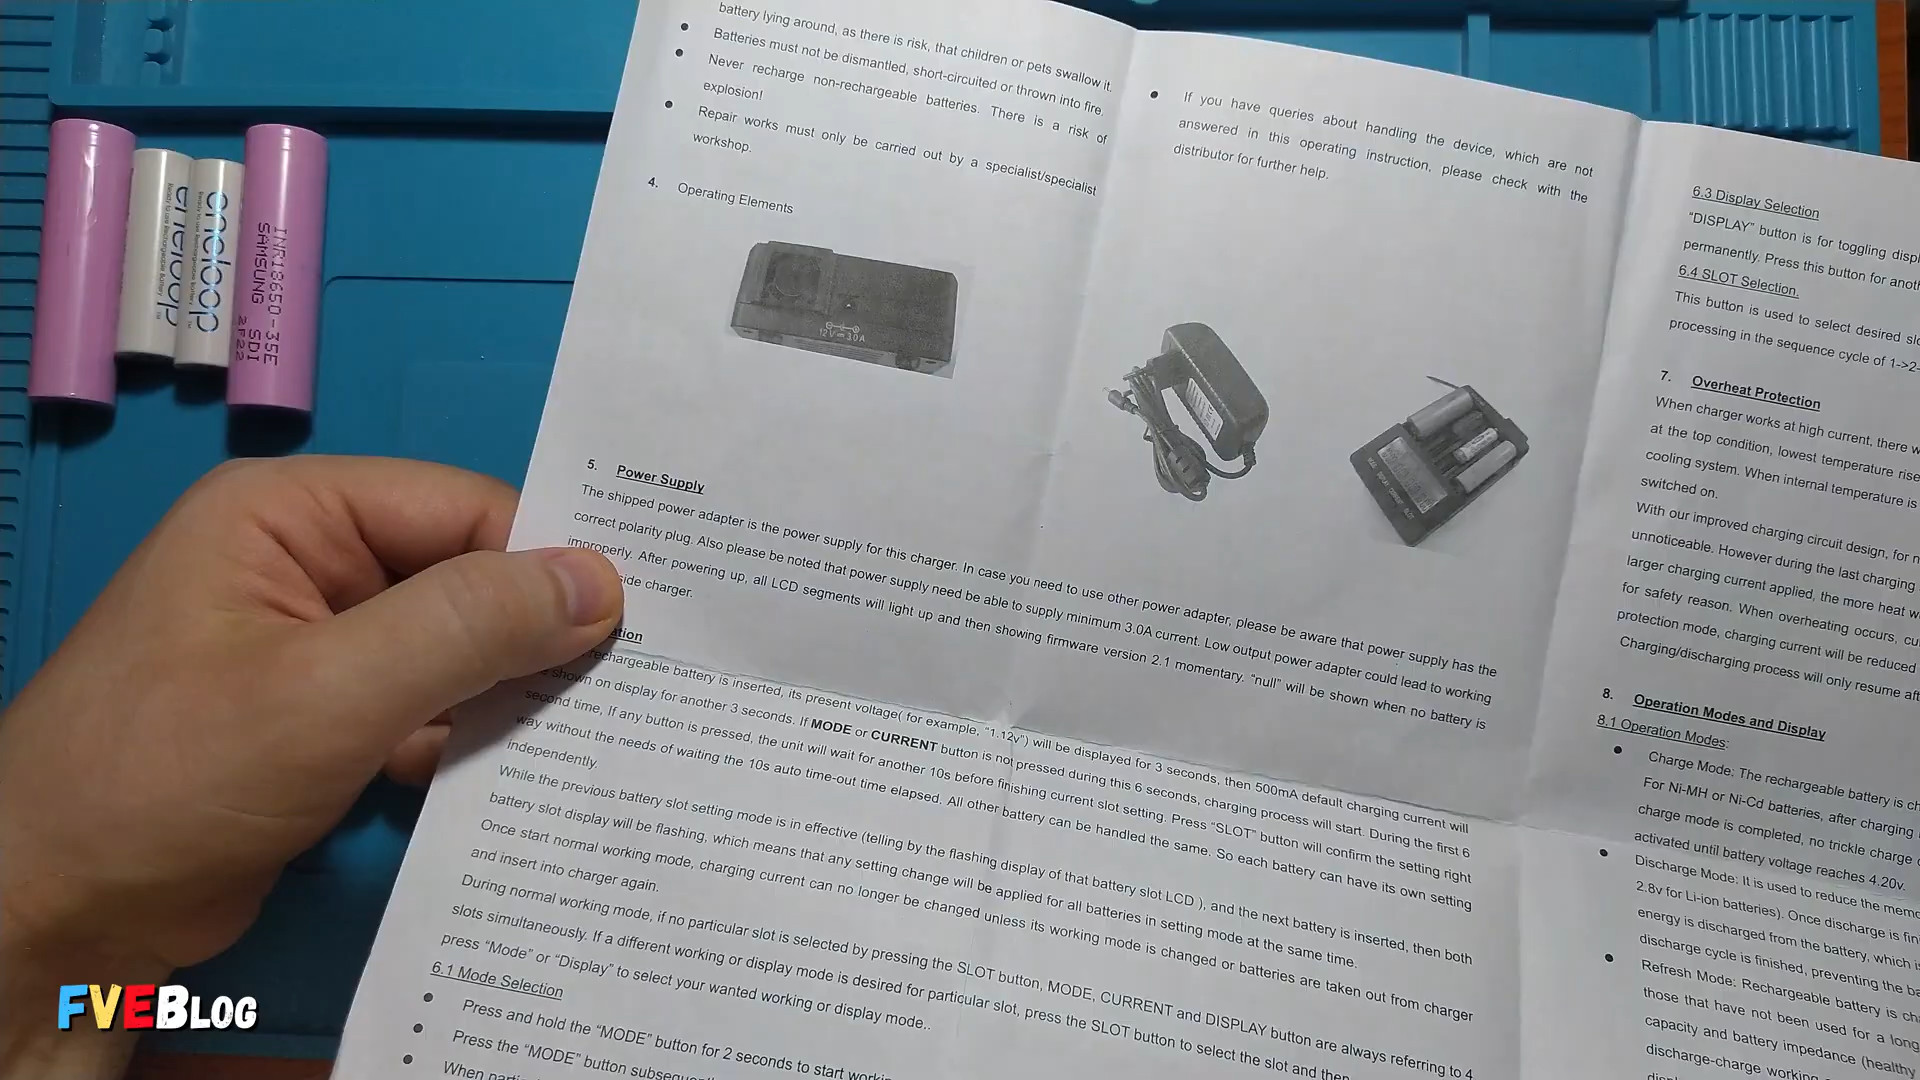 battery lying around, as there is risk, that children or pets swallow it.
Batteries must not be dismantled, short-circuited or thrown into fire.
Never recharge non-rechargeable batteries. There is a risk of
explosion!
Repair works must only be carried out by a specialist/specialist
workshop.
4. Operating Elements
12V 3.0A
5. Power Supply
The shipped power adapter is the power supply for this charger. In case you need to use other power adapter, please be aware that power supply has the
correct polarity plug. Also please be noted that power supply need be able to supply minimum 3.0A current. Low output power adapter could lead to working
improperly. After powering up, all LCD segments will light up and then showing firmware version 2.1 momentary. “null” will be shown when no battery is
side charger.
rechargeable battery is inserted, its present voltage( for example, “1.12v”) will be displayed for 3 seconds, then 500mA default charging current will
shown on display for another 3 seconds. If MODE or CURRENT button is not pressed during this 6 seconds, charging process will start. During the first 6
second time, If any button is pressed, the unit will wait for another 10s before finishing current slot setting. Press “SLOT” button will confirm the setting right
way without the needs of waiting the 10s auto time-out time elapsed. All other battery can be handled the same. So each battery can have its own setting
independently.
While the previous battery slot setting mode is in effective (telling by the flashing display of that battery slot LCD ), and the next battery is inserted, then both
battery slot display will be flashing, which means that any setting change will be applied for all batteries in setting mode at the same time.
Once start normal working mode, charging current can no longer be changed unless its working mode is changed or batteries are taken out from charger
and insert into charger again.
During normal working mode, if no particular slot is selected by pressing the SLOT button, MODE, CURRENT and DISPLAY button are always referring to 4
slots simultaneously. If a different working or display mode is desired for particular slot, press the SLOT button to select the slot and then
press “Mode” or “Display” to select your wanted working or display mode..
6.1 Mode Selection
Press and hold the “MODE” button for 2 seconds to start
Press the “MODE” button
When
If you have queries about handling the device, which are not
answered in this operating instruction, please check with the
distributor for further help.
6.3 Display Selection
“DISPLAY” button is for toggling
permanently. Press this button for
6.4 SLOT Selection.
This button is used to select desired
processing in the sequence cycle of 1->2-
7. Overheat Protection
When charger works at high current, there
at the top condition, lowest temperature
cooling system. When internal temperature is
switched on.
With our improved charging circuit design, for
unnoticeable. However during the last charging
larger charging current applied, the more heat
for safety reason. When overheating occurs,
protection mode, charging current will be reduced
Charging/discharging process will only resume
8. Operation Modes and Display
8.1 Operation Modes:
Charge Mode: The rechargeable battery is
For Ni-MH or Ni-Cd batteries, after charging
charge mode is completed, no trickle charge
activated until battery voltage reaches 4.20v.
Discharge Mode: It is used to reduce the
2.8v for Li-ion batteries). Once discharge is
energy is discharged from the battery, which
discharge cycle is finished, preventing the
Refresh Mode: Rechargeable battery is
those that have not been used for a long
capacity and battery impedance (healthy
discharge-charge working
eneloop
Ready to use Rechargeable Battery
eneloop
Ready to use Rechargeable Battery
INR18650-35E
SAMSUNG SDI
FVEBLOG